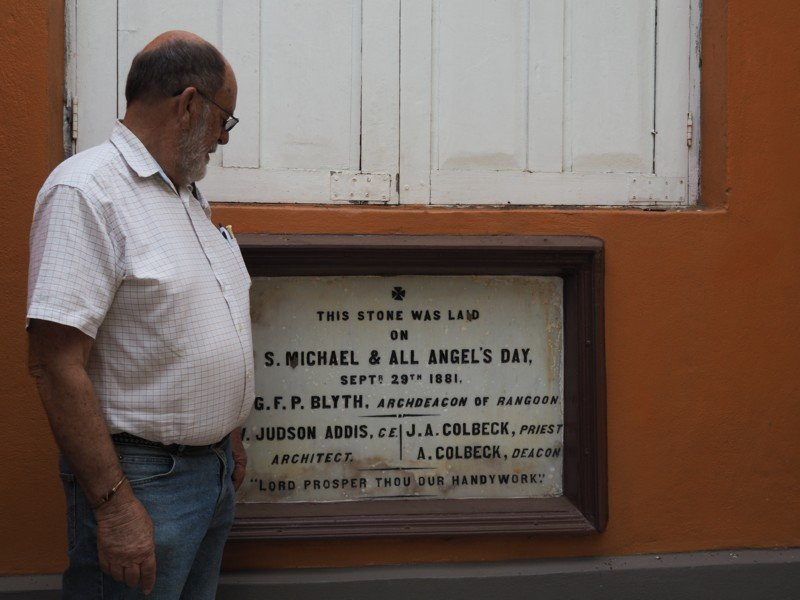 THIS STONE WAS LAID
ON
S. MICHAEL & ALL ANGEL'S DAY,
SEPTR 29TH 1881.
G. F. P. BLYTH, ARCHDEACON OF RANGOON
JUDSON ADDIS, C.E. J. A. COLBECK, PRIEST
ARCHITECT. A. COLBECK, DEACON
"LORD PROSPER THOU OUR HANDYWORK."